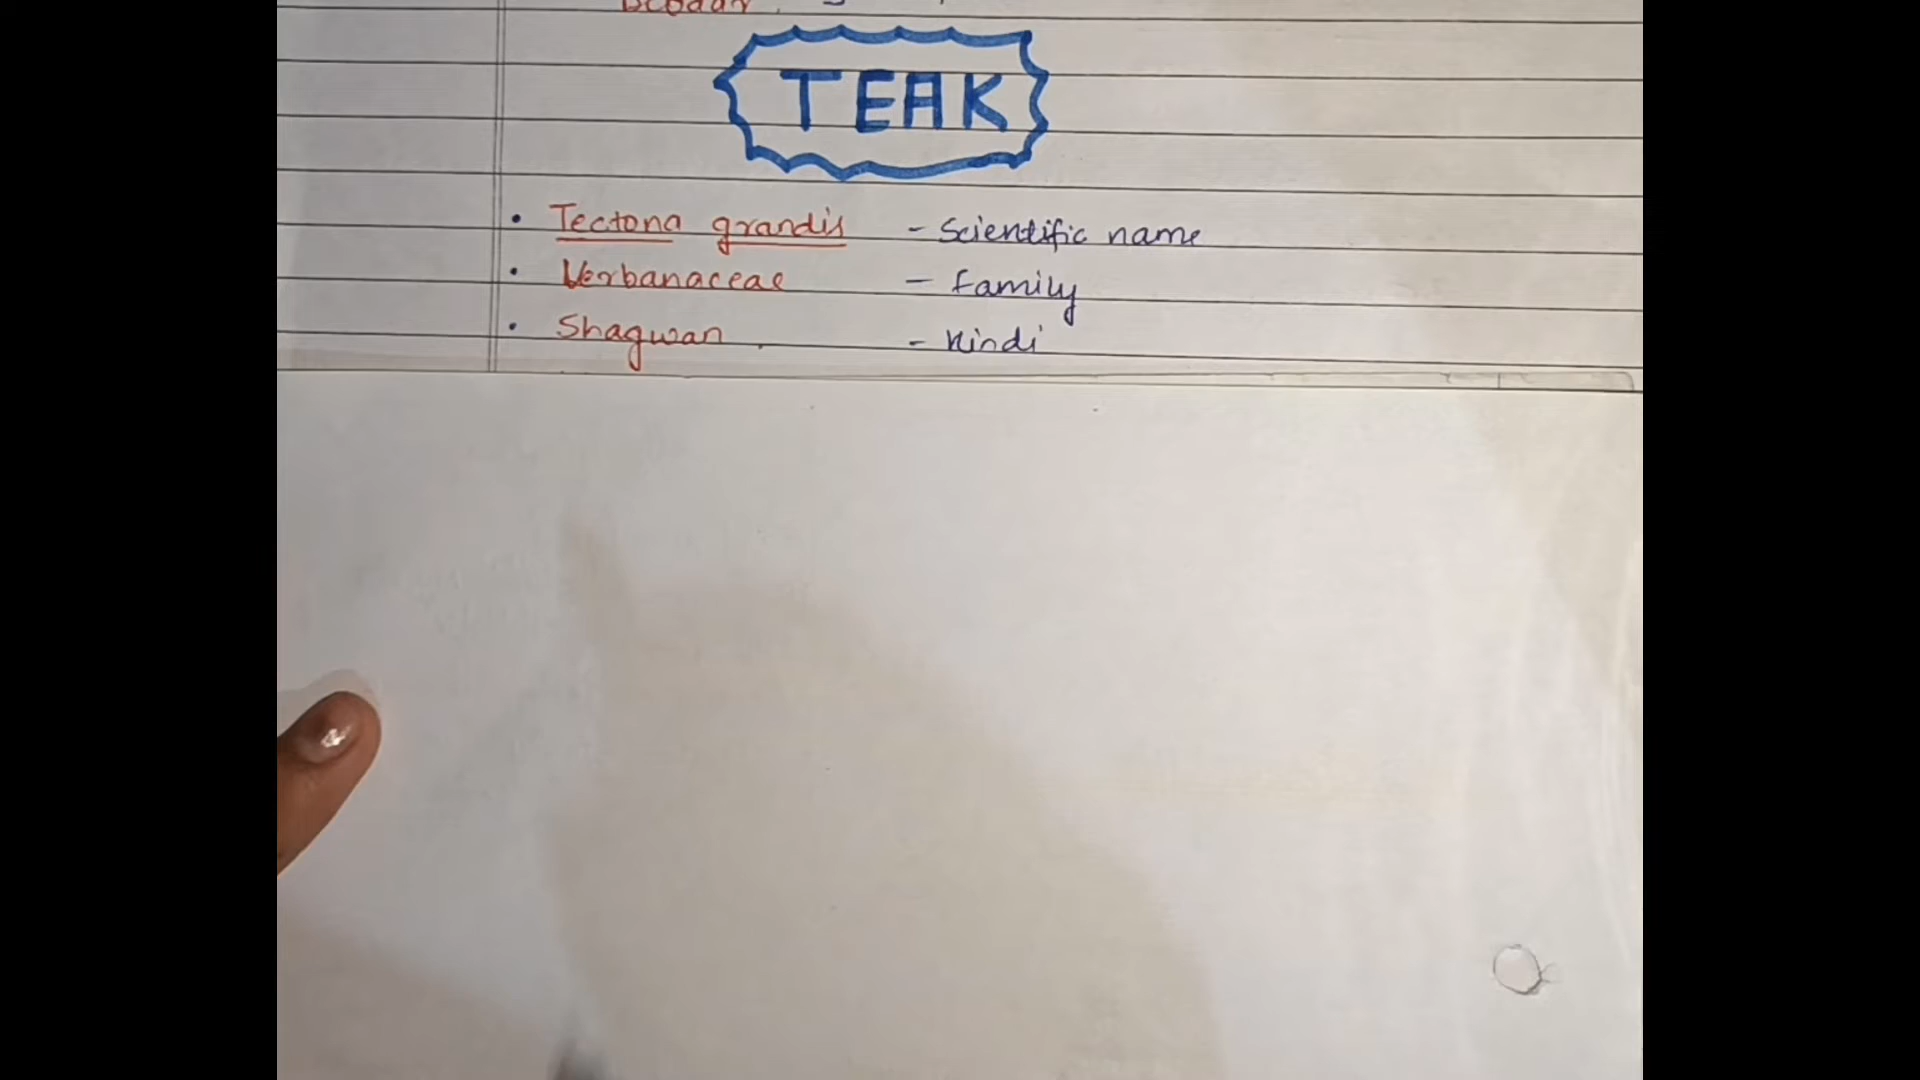 TEAK
• Tectona grandis - Scientific name
• Verbanaceae - family
• Shagwan . - Hindi